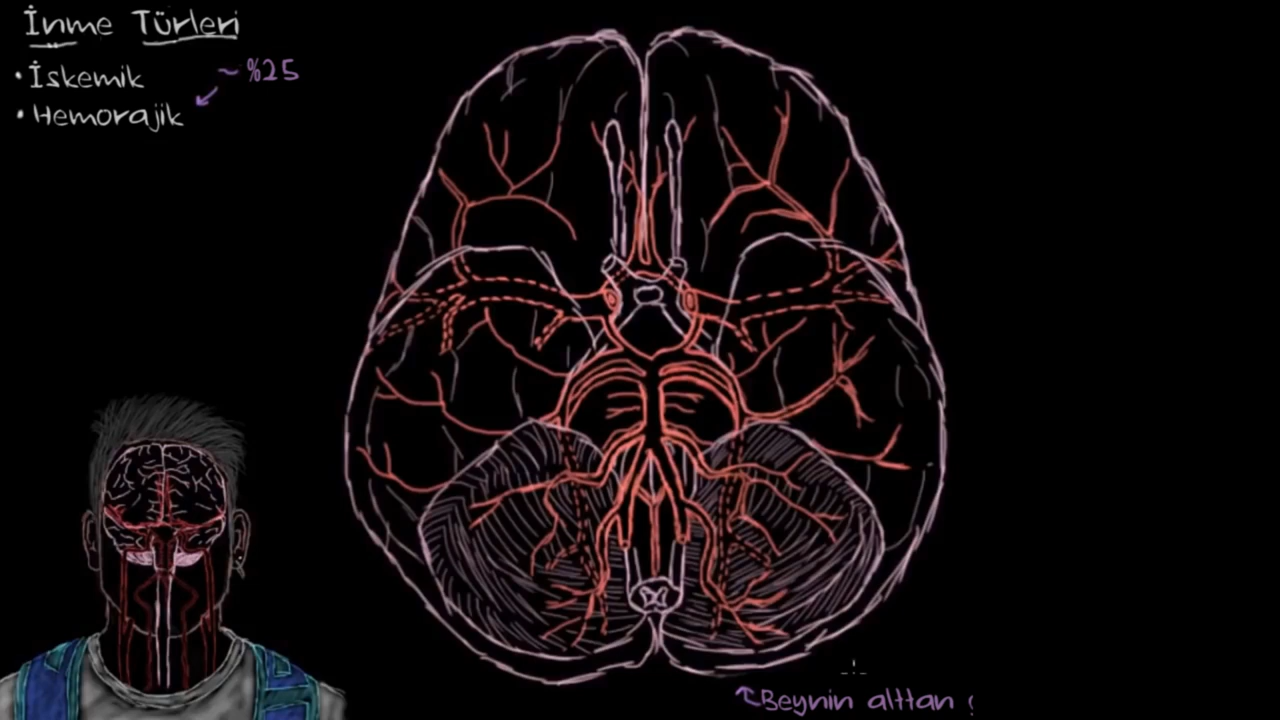 İnme Türleri
• İskemik
~ %25
• Hemorajik
Beynin alttan